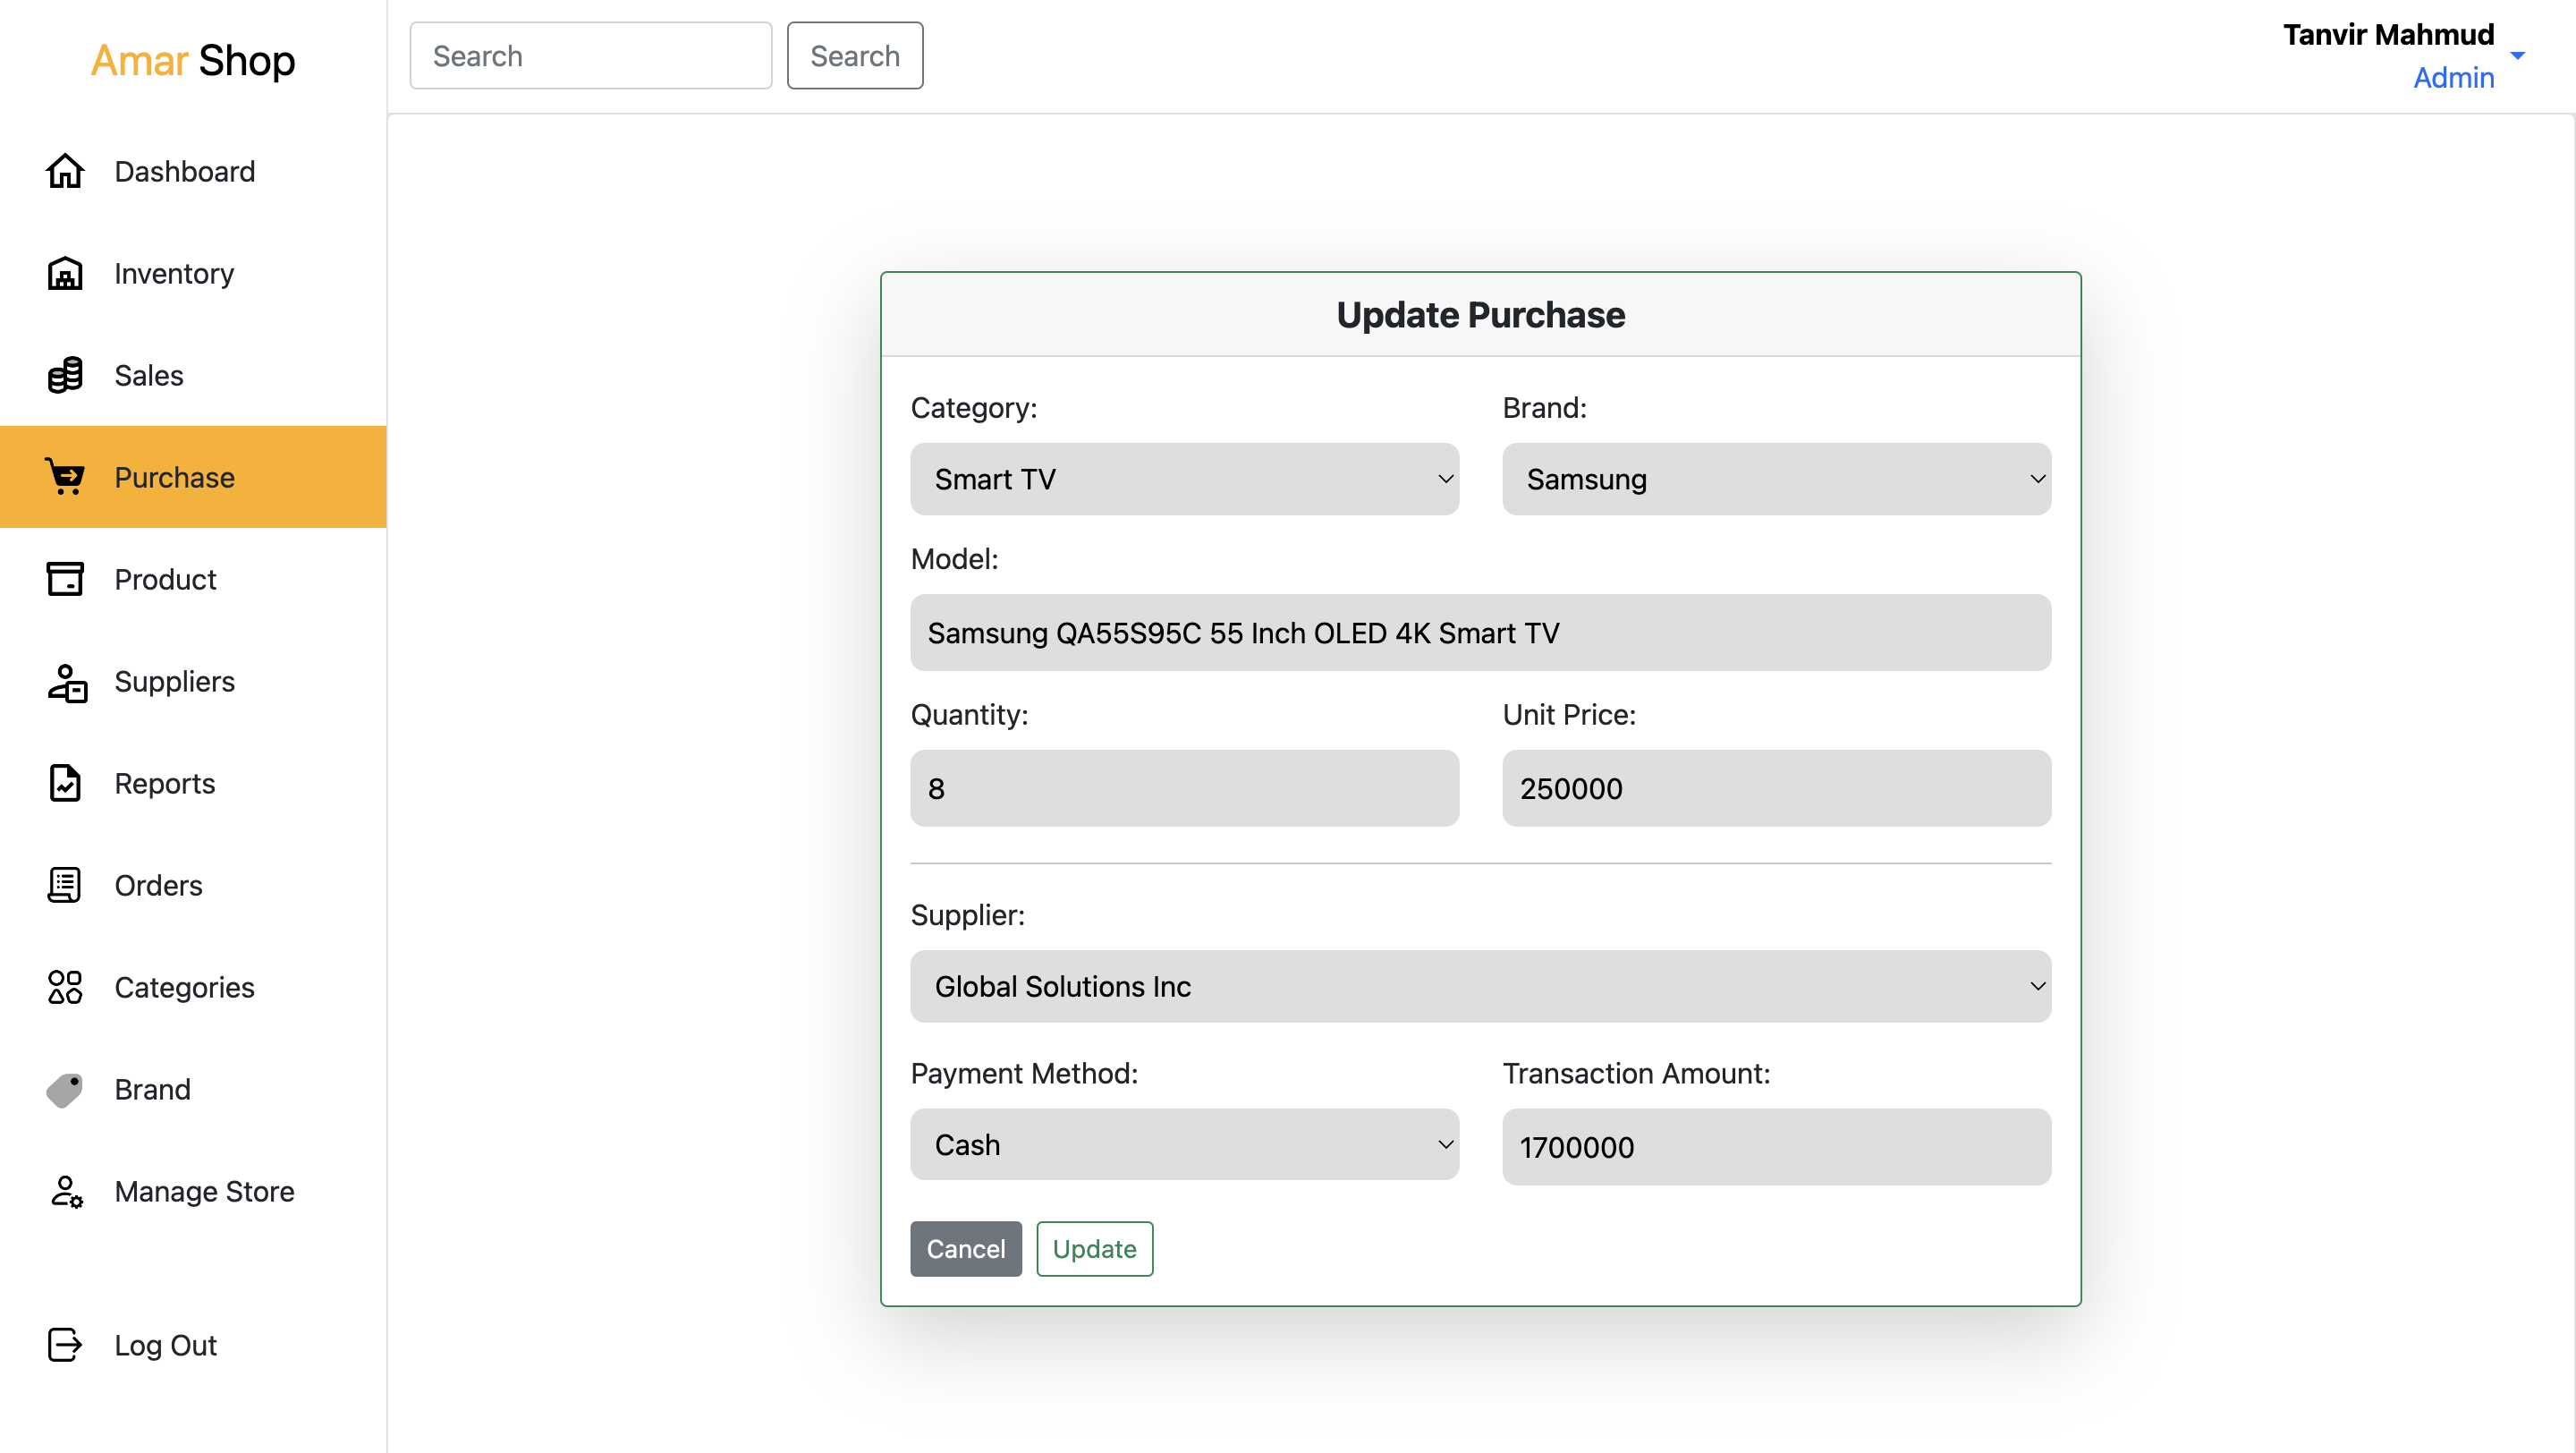 Amar Shop
Search
Search
Tanvir Mahmud
Admin
Dashboard
Inventory
Sales
Purchase
Product
Suppliers
Reports
Orders
Categories
Brand
Manage Store
Log Out
Update Purchase
Category:
Brand:
Smart TV
Samsung
Model:
Samsung QA55S95C 55 Inch OLED 4K Smart TV
Quantity:
Unit Price:
8
250000
Supplier:
Global Solutions Inc
Payment Method:
Transaction Amount:
Cash
1700000
Cancel
Update